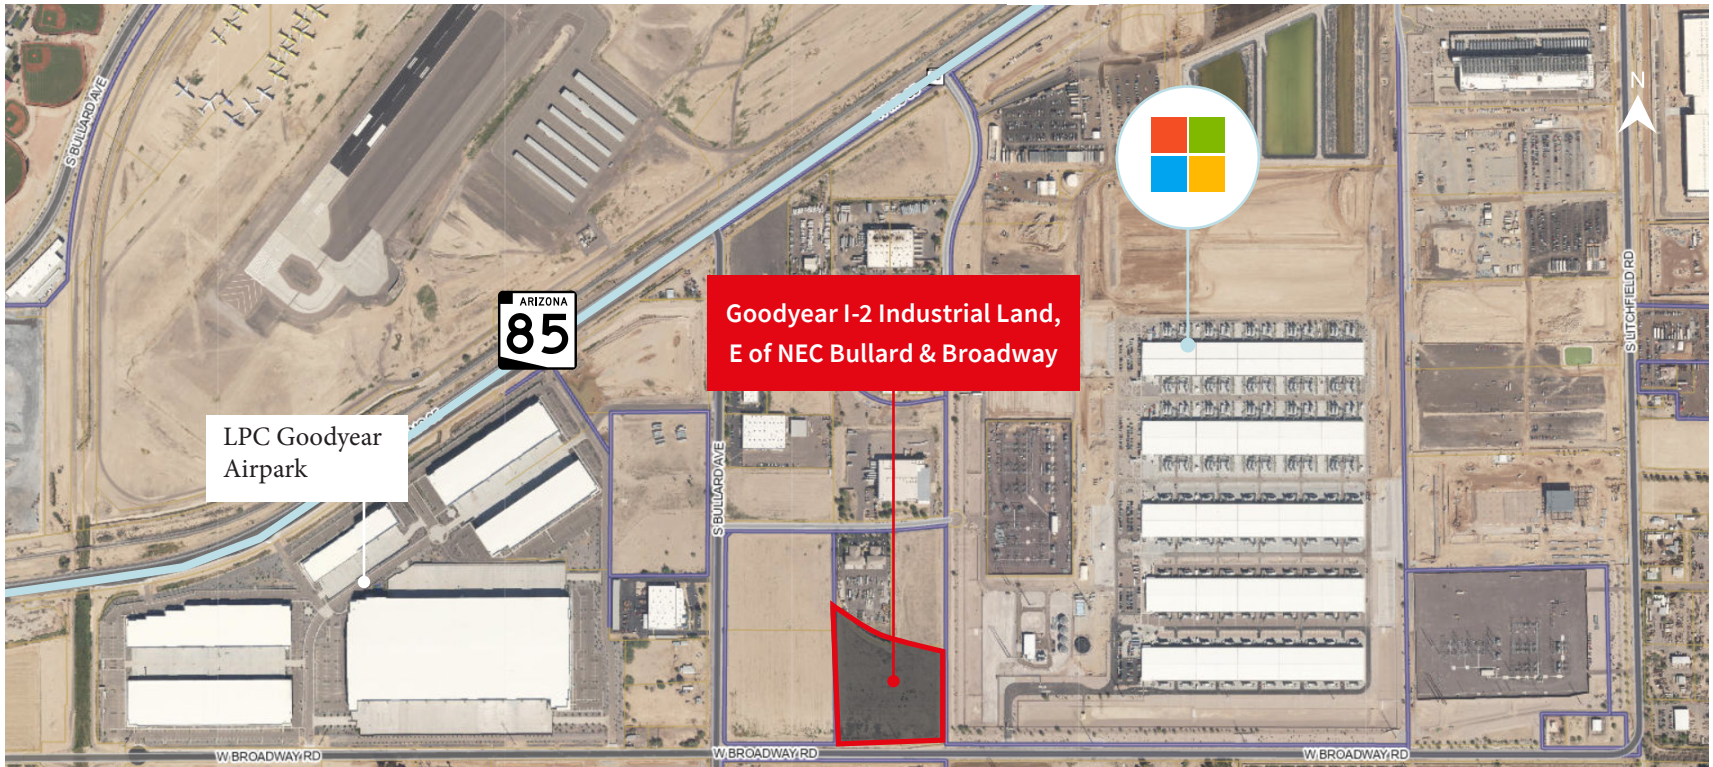 S BULLARD AVE
N
ARIZONA
85
Goodyear I-2 Industrial Land,
E of NEC Bullard & Broadway
S LITCHFIELD RD
LPC Goodyear
Airpark
S BULLARD AVE
W BROADWAY RD
W BROADWAY RD
W BROADWAY RD